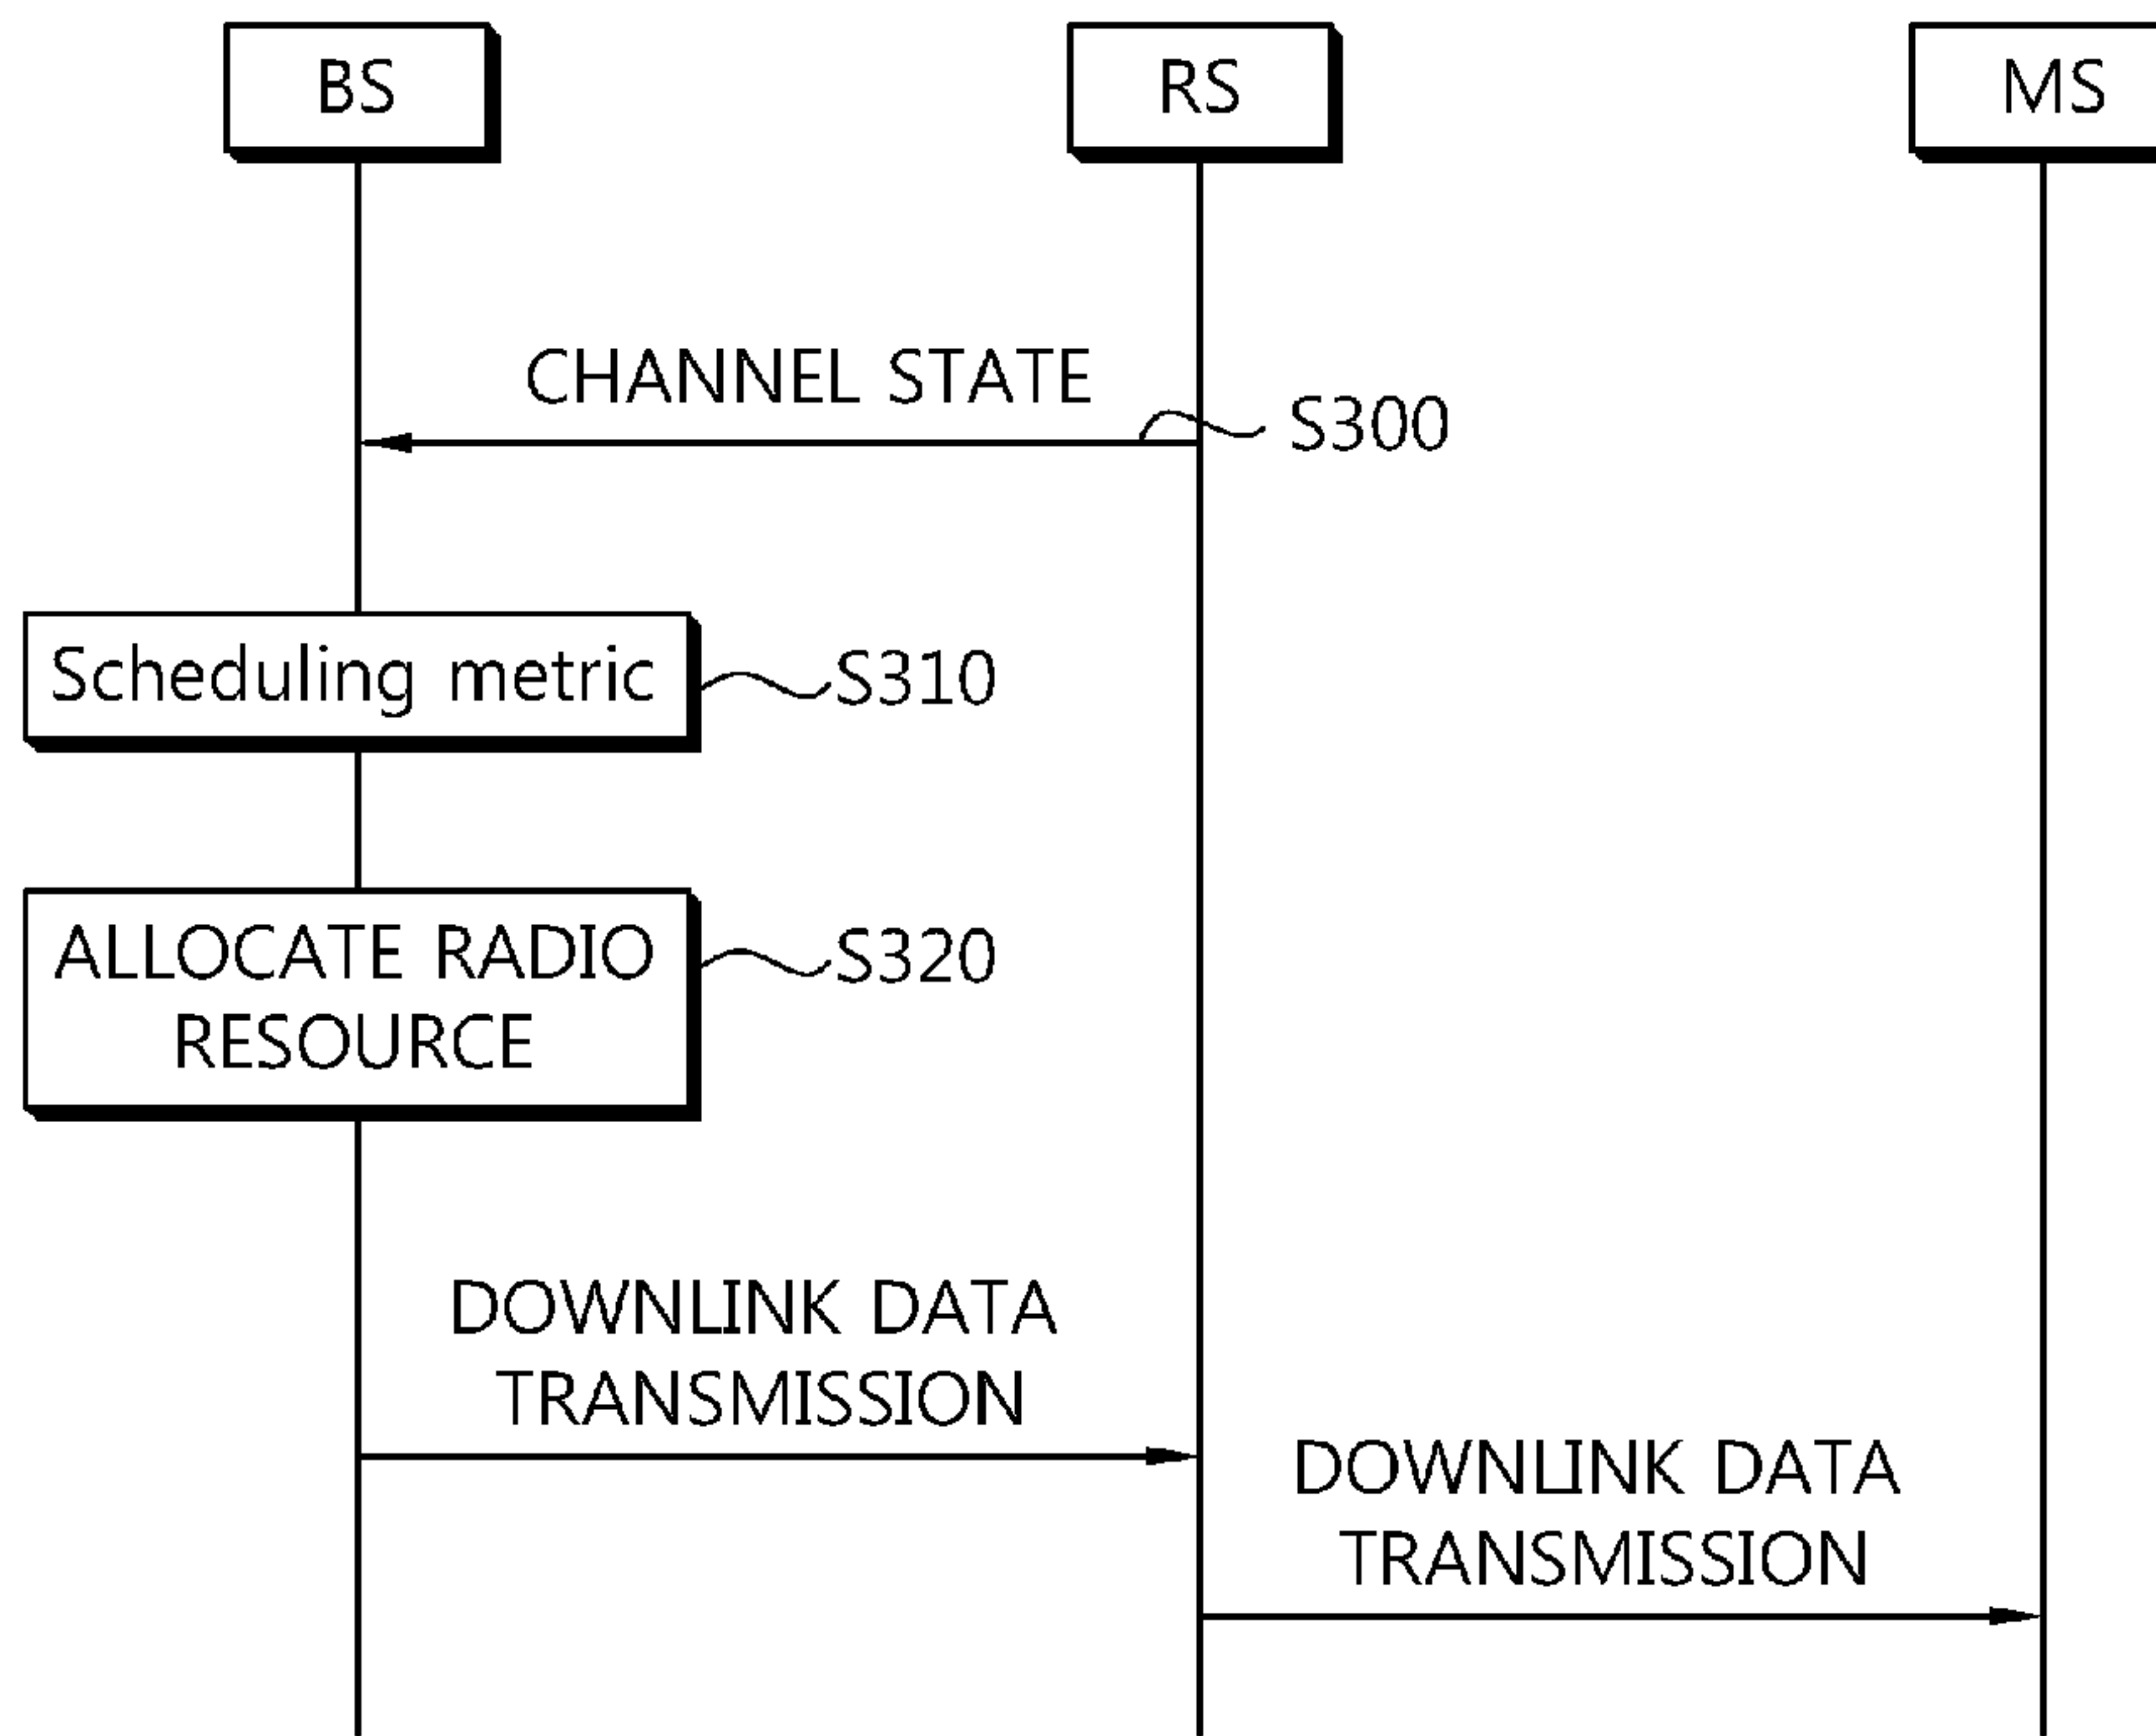 BS
RS
MS
CHANNEL STATE
S300
Scheduling metric
S310
ALLOCATE RADIO
RESOURCE
S320
DOWNLINK DATA
TRANSMISSION
DOWNLINK DATA
TRANSMISSION